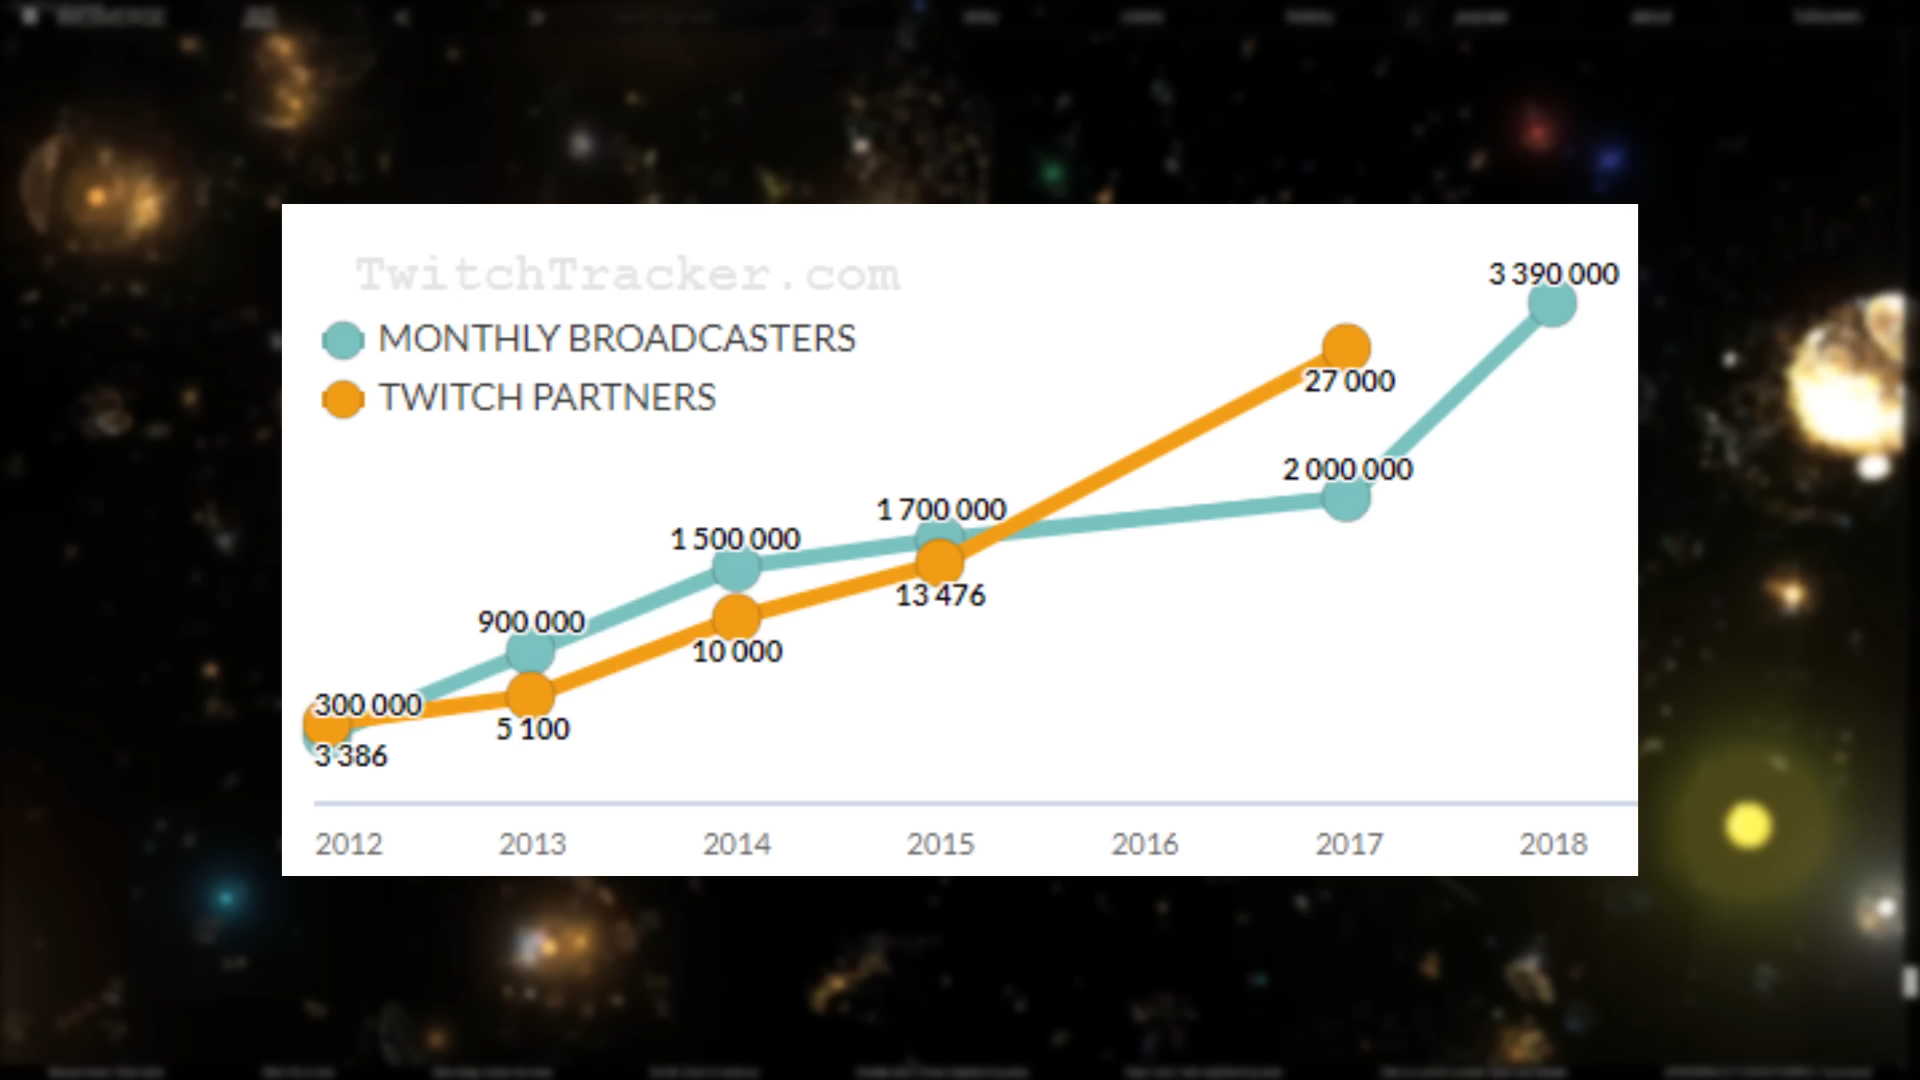 TwitchTracker.com
MONTHLY BROADCASTERS
TWITCH PARTNERS
3 390 000
27 000
2 000 000
1 700 000
1 500 000
13 476
900 000
10 000
300 000
5 100
3 386
2012 2013 2014 2015 2016 2017 2018